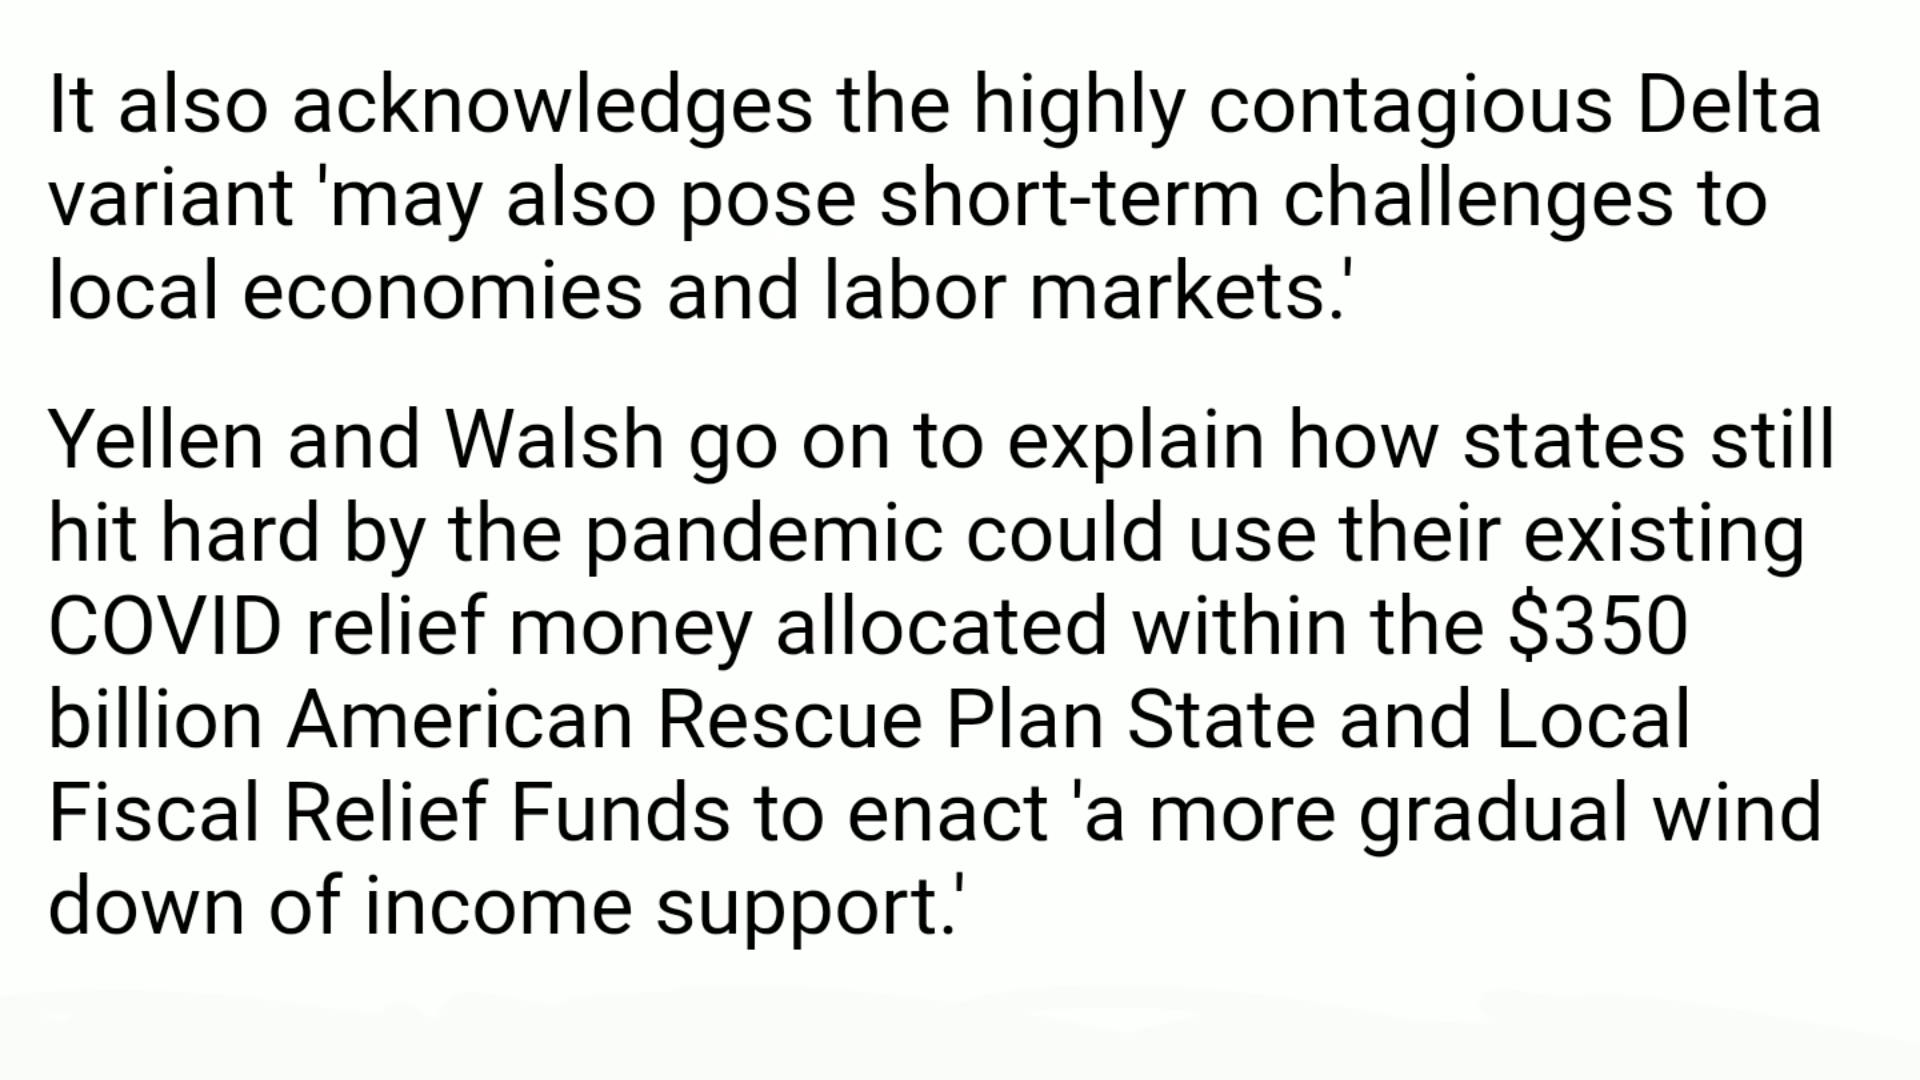 It also acknowledges the highly contagious Delta
variant 'may also pose short-term challenges to
local economies and labor markets.'
Yellen and Walsh go on to explain how states still
hit hard by the pandemic could use their existing
COVID relief money allocated within the $350
billion American Rescue Plan State and Local
Fiscal Relief Funds to enact 'a more gradual wind
down of income support.'